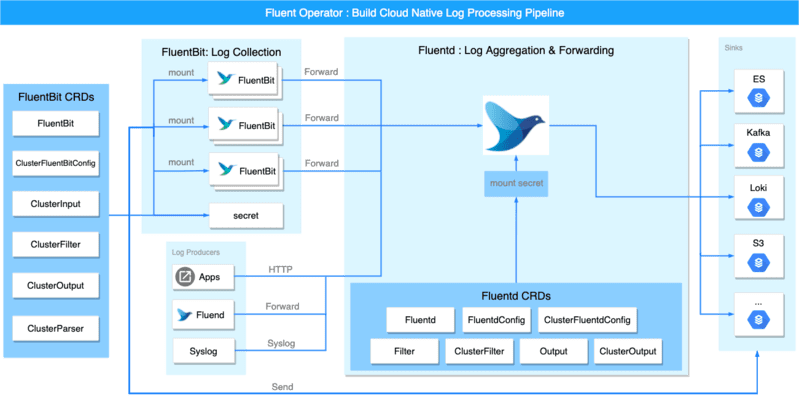 Fluent Operator : Build Cloud Native Log Processing Pipeline
FluentBit CRDs
FluentBit
ClusterFluentBitConfig
ClusterInput
ClusterFilter
ClusterOutput
ClusterParser
FluentBit: Log Collection
mount
FluentBit
Forward
mount
FluentBit
Forward
mount
FluentBit
Forward
secret
Log Producers
Apps
HTTP
Fluend
Forward
Syslog
Syslog
Send
Fluentd : Log Aggregation & Forwarding
mount secret
Fluentd CRDs
Fluentd
FluentdConfig
ClusterFluentdConfig
Filter
ClusterFilter
Output
ClusterOutput
Sinks
ES
Kafka
Loki
S3
...